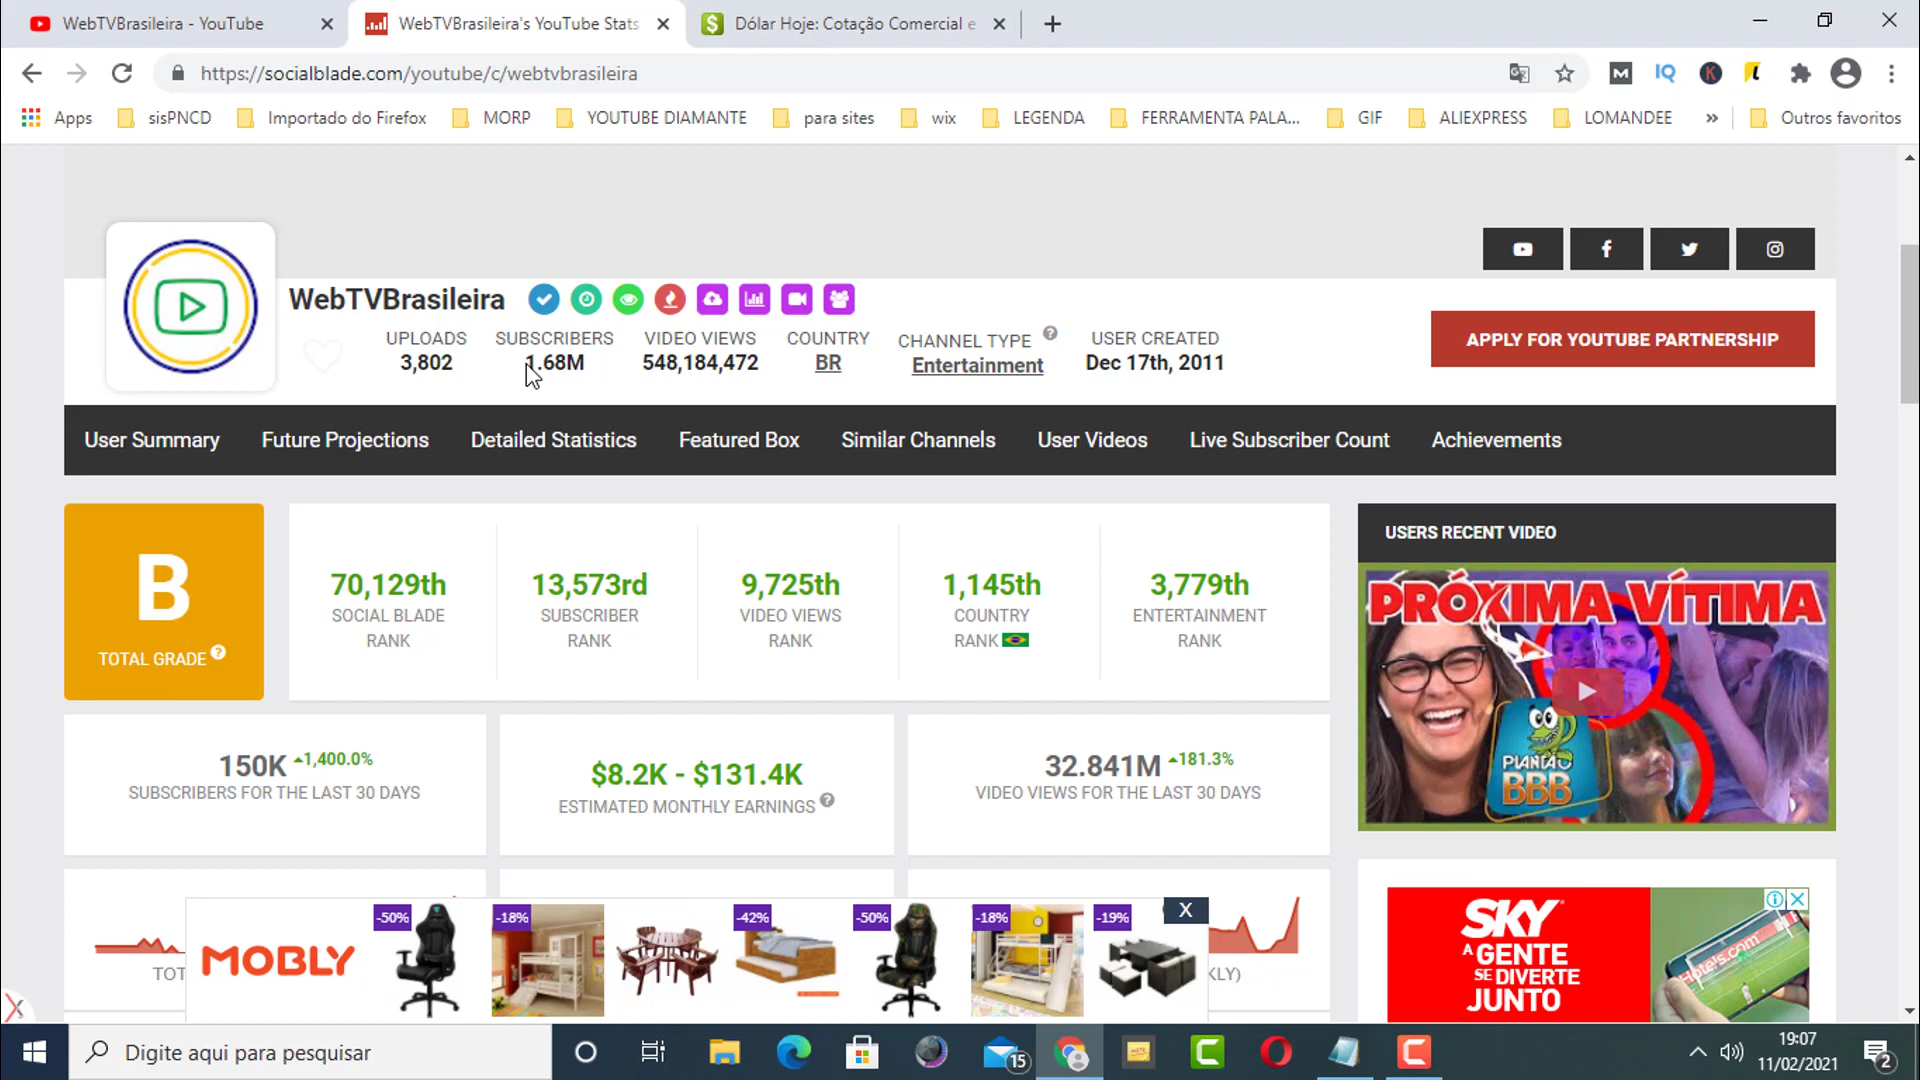 WebTVBrasileira - YouTube
WebTVBrasileira's YouTube Stats
Dólar Hoje: Cotação Comercial e
https://socialblade.com/youtube/c/webtvbrasileira
Apps
sisPNCD
Importado do Firefox
MORP
YOUTUBE DIAMANTE
para sites
wix
LEGENDA
FERRAMENTA PALA...
GIF
ALIEXPRESS
LOMANDEE
Outros favoritos
WebTVBrasileira
UPLOADS
3,802
SUBSCRIBERS
1.68M
VIDEO VIEWS
548,184,472
COUNTRY
BR
CHANNEL TYPE
Entertainment
USER CREATED
Dec 17th, 2011
APPLY FOR YOUTUBE PARTNERSHIP
User Summary
Future Projections
Detailed Statistics
Featured Box
Similar Channels
User Videos
Live Subscriber Count
Achievements
B
TOTAL GRADE
70,129th
SOCIAL BLADE
RANK
13,573rd
SUBSCRIBER
RANK
9,725th
VIDEO VIEWS
RANK
1,145th
COUNTRY
RANK
3,779th
ENTERTAINMENT
RANK
USERS RECENT VIDEO
PRÓXIMA VÍTIMA
PLANTÃO
BBB
150K 1,400.0%
SUBSCRIBERS FOR THE LAST 30 DAYS
$8.2K - $131.4K
ESTIMATED MONTHLY EARNINGS
32.841M 181.3%
VIDEO VIEWS FOR THE LAST 30 DAYS
TOT
KLY)
MOBLY
-50%
-18%
-42%
-50%
-18%
-19%
X
SKY
A GENTE
SE DIVERTE
JUNTO
Digite aqui para pesquisar
15
19:07
11/02/2021
2